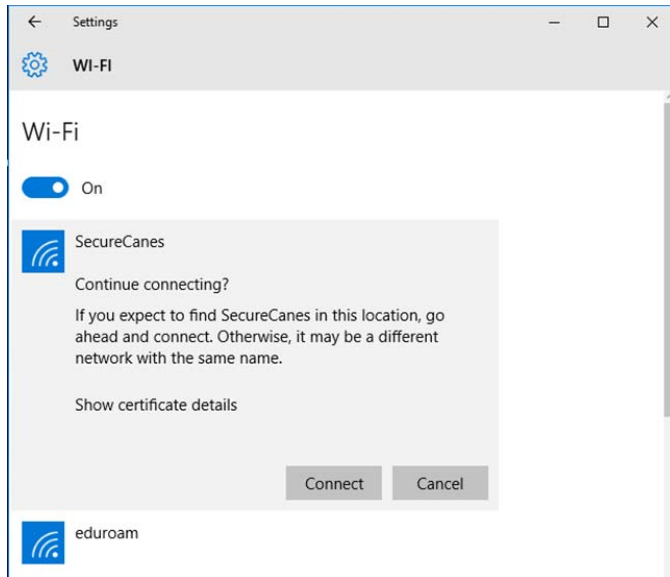 Settings
WI-FI
Wi-Fi
On
SecureCanes
Continue connecting?
If you expect to find SecureCanes in this location, go
ahead and connect. Otherwise, it may be a different
network with the same name.
Show certificate details
Connect Cancel
eduroam